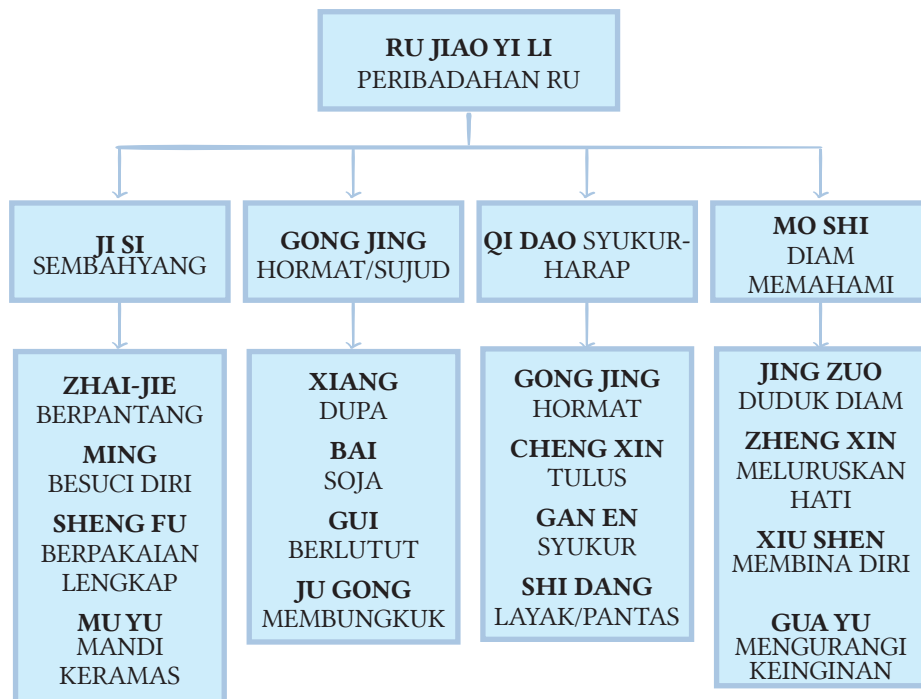 RU JIAO YI LI
PERIBADAHAN RU
JI SI
SEMBAHYANG
GONG JING
HORMAT/SUJUD
QI DAO SYUKUR-
HARAP
MO SHI
DIAM
MEMAHAMI
ZHAI-JIE
BERPANTANG
MING
BESUCI DIRI
SHENG FU
BERPAKAIAN
LENGKAP
MU YU
MANDI
KERAMAS
XIANG
DUPA
BAI
SOJA
GUI
BERLUTUT
JU GONG
MEMBUNGKUK
GONG JING
HORMAT
CHENG XIN
TULUS
GAN EN
SYUKUR
SHI DANG
LAYAK/PANTAS
JING ZUO
DUDUK DIAM
ZHENG XIN
MELURUSKAN
HATI
XIU SHEN
MEMBINA DIRI
GUA YU
MENGURANGI
KEINGINAN